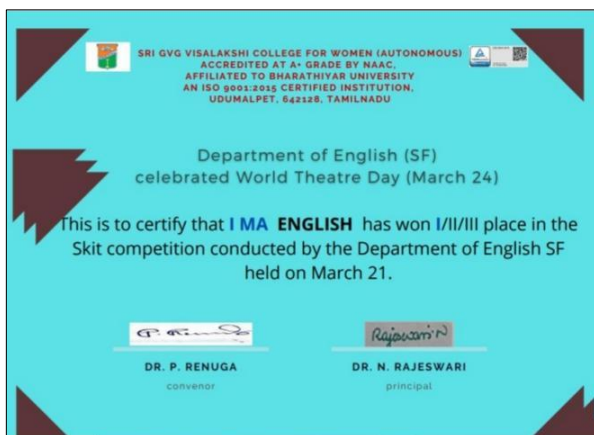 SRI GVG VISALAKSHI COLLEGE FOR WOMEN (AUTONOMOUS)
ACCREDITED AT A+ GRADE BY NAAC,
AFFILIATED TO BHARATHIYAR UNIVERSITY
AN ISO 9001:2015 CERTIFIED INSTITUTION,
UDUMALPET, 642128, TAMILNADU
Department of English (SF)
celebrated World Theatre Day (March 24)
This is to certify that I MA ENGLISH has won I/II/III place in the
Skit competition conducted by the Department of English SF
held on March 21.
P. Renuga
Rajeswari N
DR. P. RENUGA
DR. N. RAJESWARI
convenor
principal